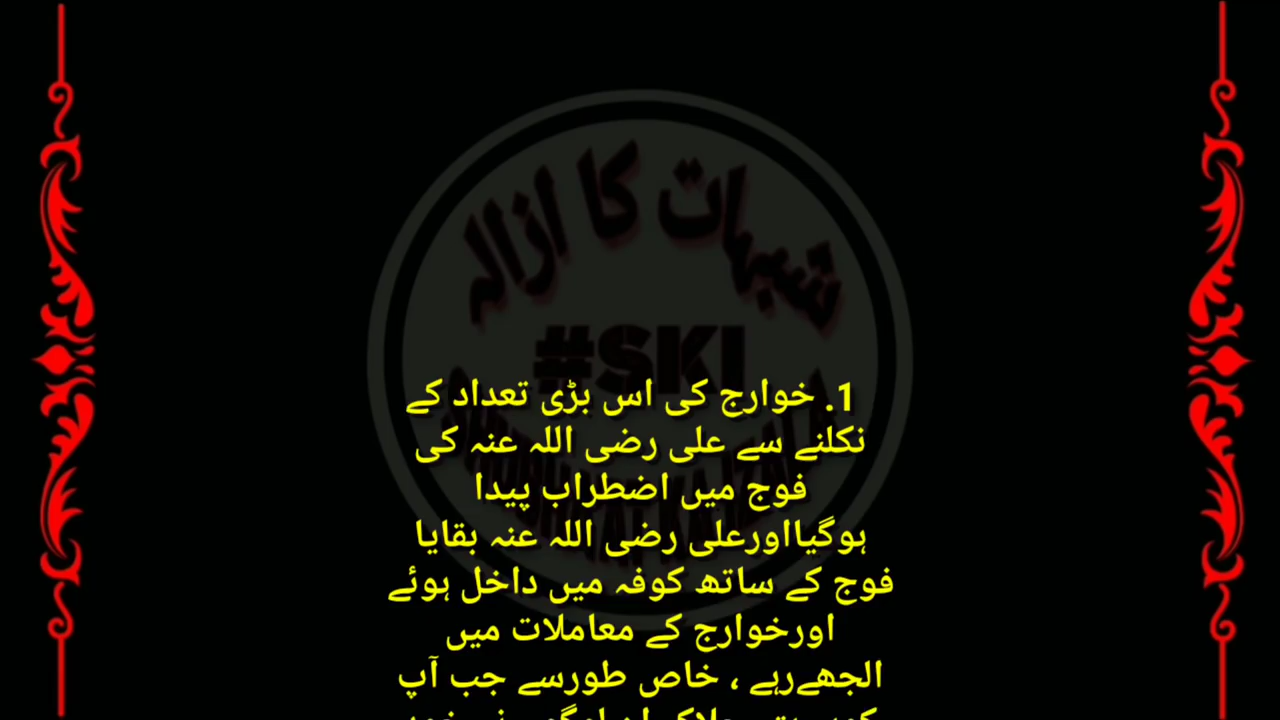 شبہات کا ازالہ
#SKI
1. خوارج کی اس بڑی تعداد کے
نکلنے سے علی رضی اللہ عنہ کی
فوج میں اضطراب پیدا
ہوگیااورعلی رضی اللہ عنہ بقایا
فوج کے ساتھ کوفہ میں داخل ہوئے
اورخوارج کے معاملات میں
الجھےرہے ، خاص طورسے جب آپ